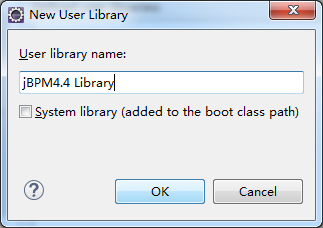 New User Library
User library name:
jBPM4.4 Library
System library (added to the boot class path)
OK
Cancel